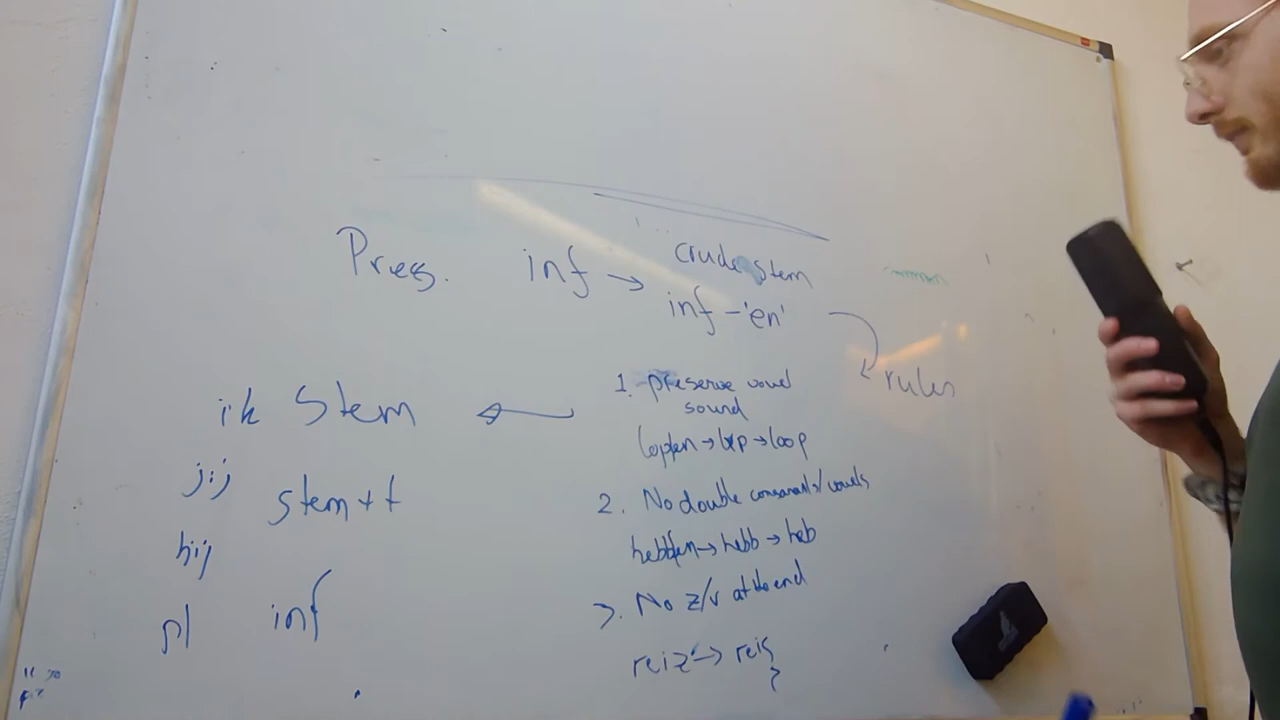 Pres. inf → crude stem
inf - 'en'
rules
ik stem
jij stem + t
hij
pl inf
1. preserve vowel
sound
lopen → lop → loop
2. No double consonants/vowels
hebben → hebb → heb
3. No z/v at the end
reiz → reis